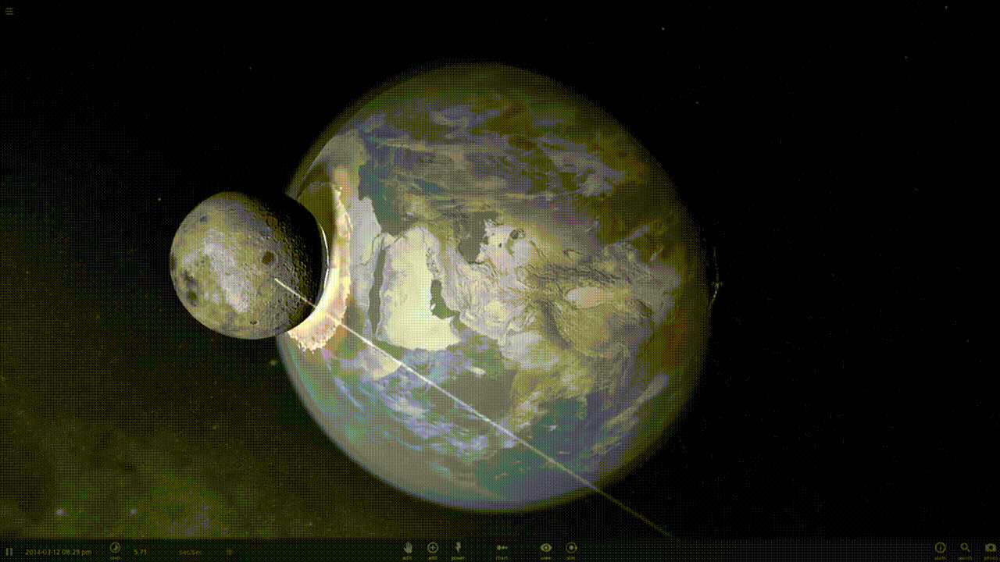 2014-03-12 08:29 pm
step
5.71
sec/sec
edit
add
power
chart
view
sim
stats
search
photo